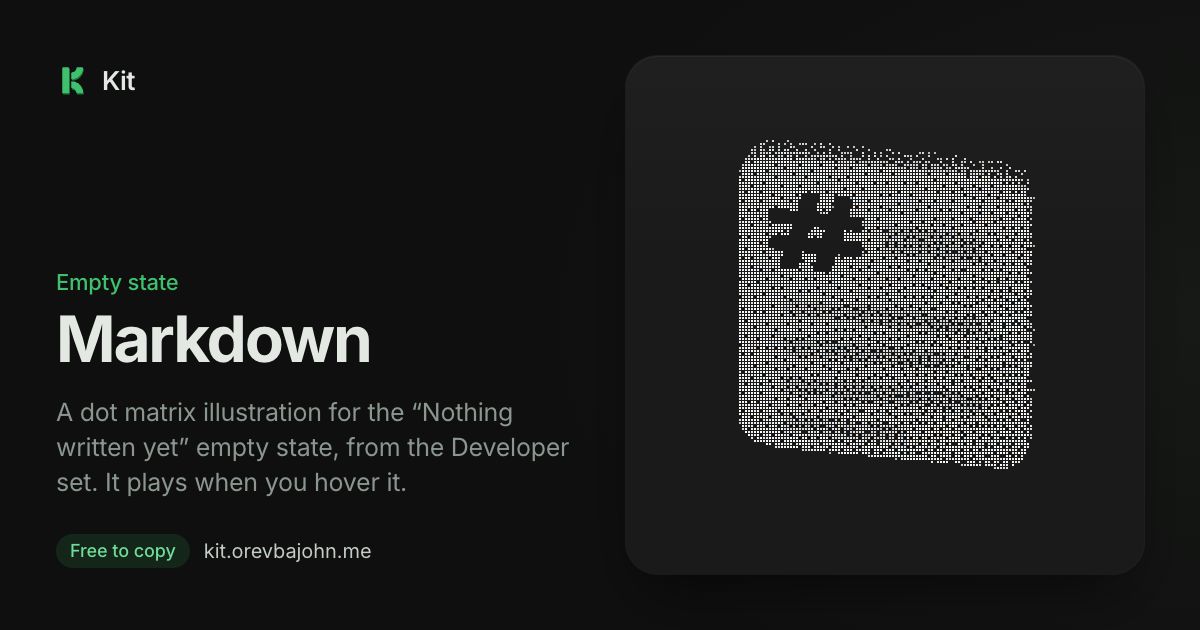 Kit
Empty state
Markdown
A dot matrix illustration for the “Nothing
written yet” empty state, from the Developer
set. It plays when you hover it.
Free to copy
kit.orevbajohn.me
#